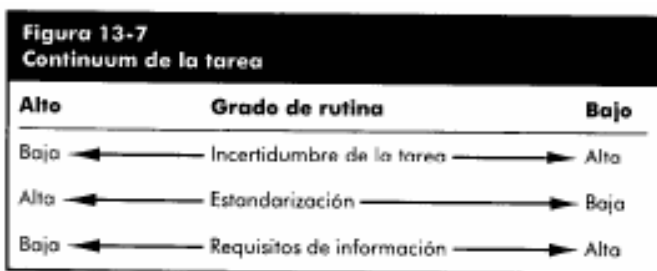 Figura 13-7
Continuum de la tarea
Alto Grado de rutina Bajo
Baja Incertidumbre de la tarea Alta
Alta Estandarización Baja
Baja Requisitos de información Alta